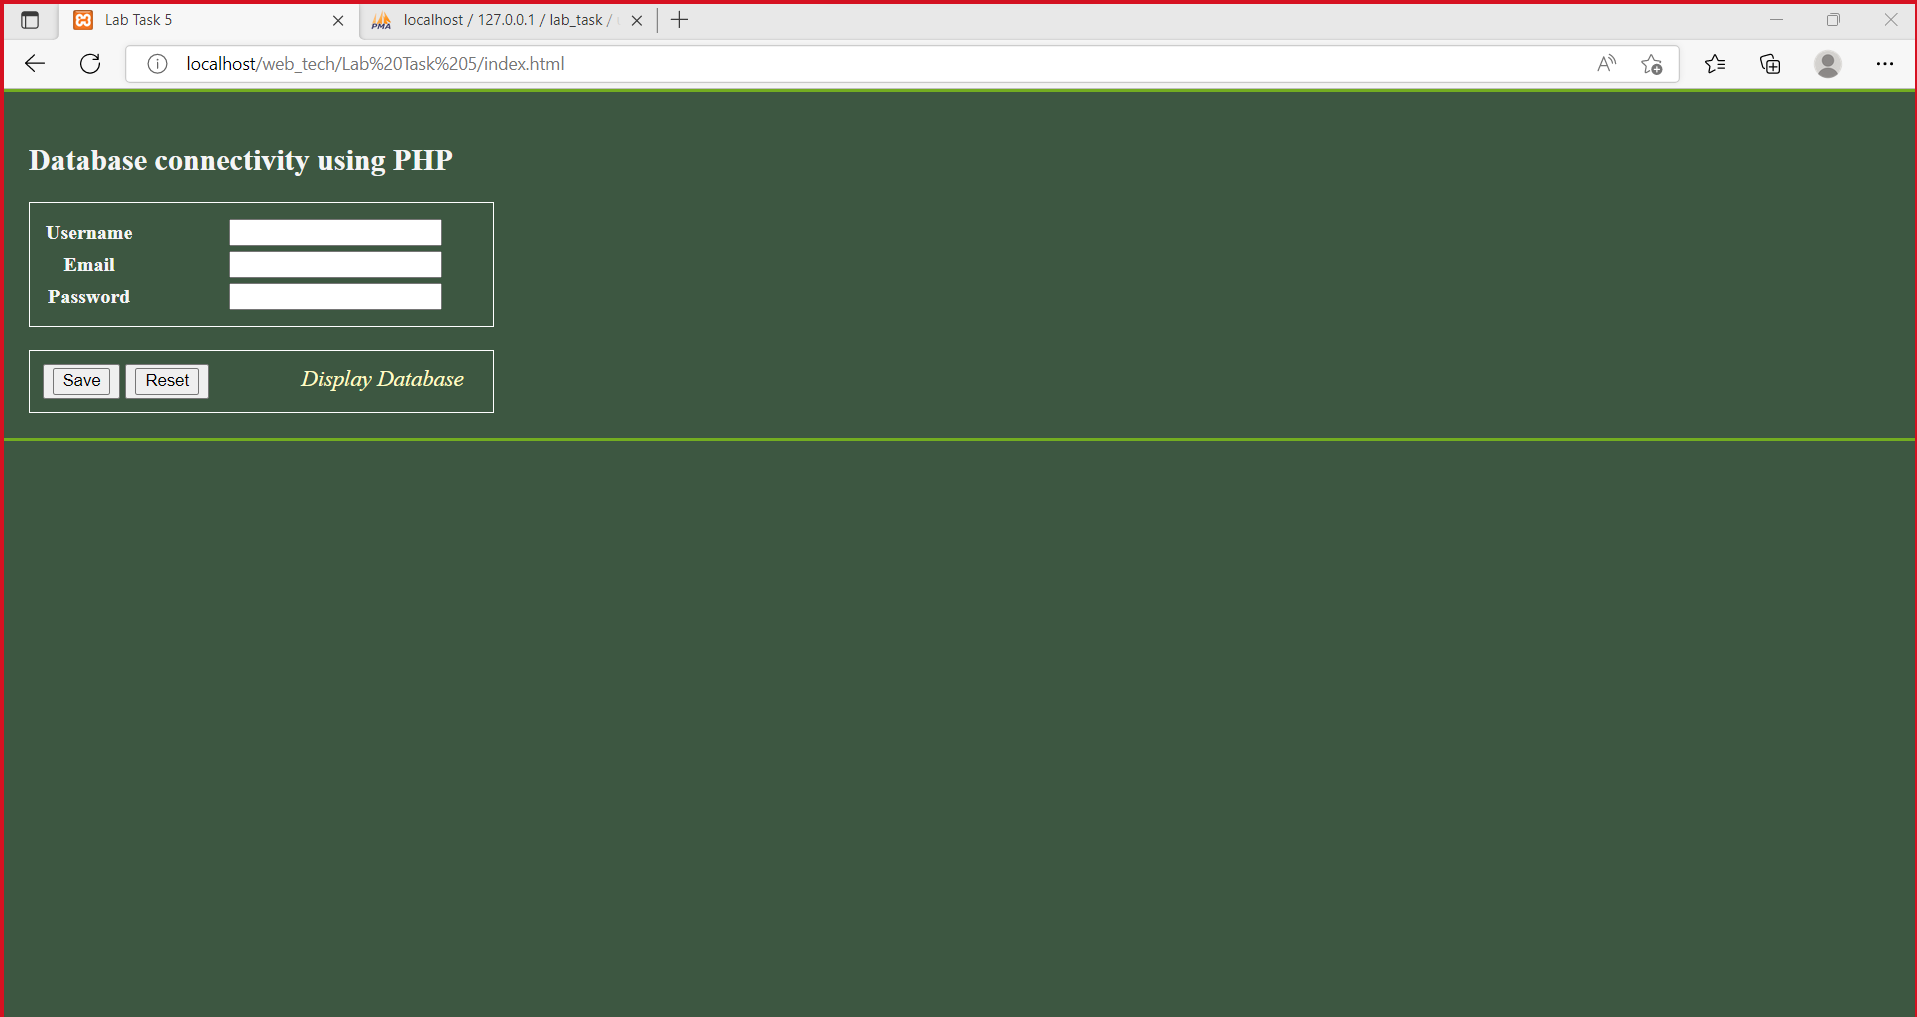 Lab Task 5
localhost / 127.0.0.1 / lab_task /
localhost/web_tech/Lab%20Task%205/index.html
Database connectivity using PHP
Username
Email
Password
Save Reset Display Database